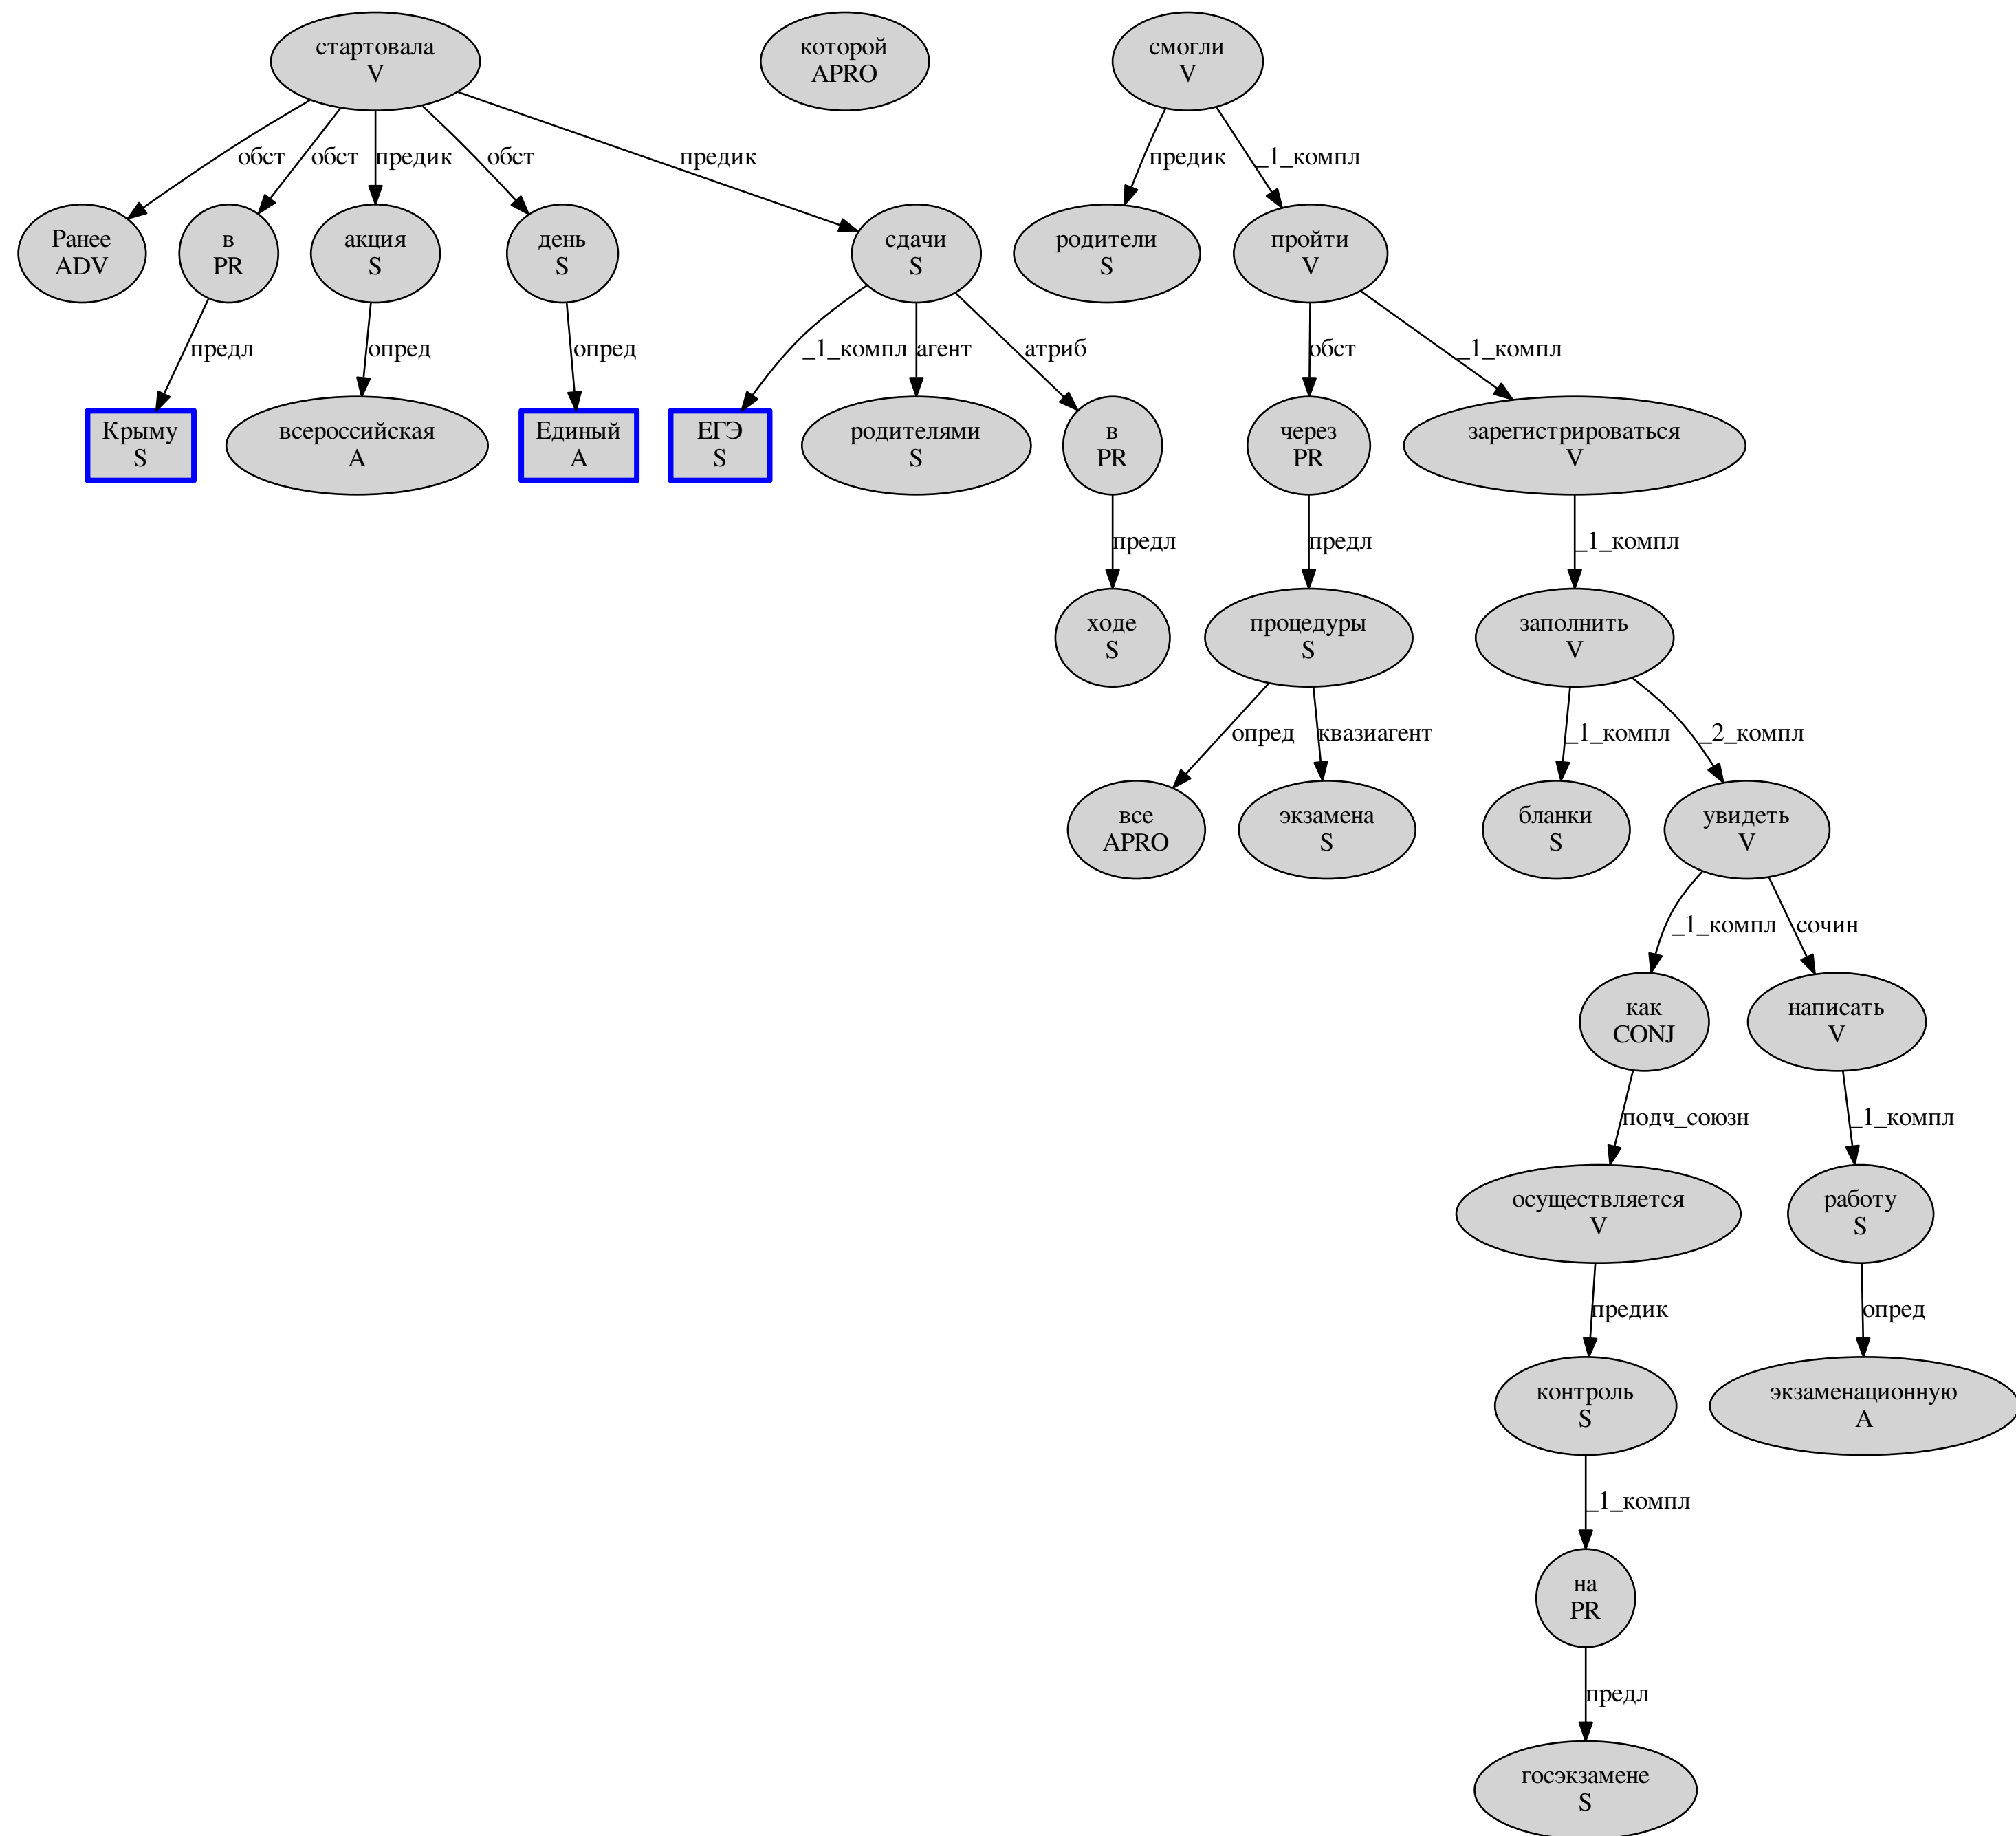 стартовала
V
которой
APRO
смогли
V
обст
обст
предик
обст
предик
предик
_1_компл
Ранее
ADV
в
PR
акция
S
день
S
сдачи
S
родители
S
пройти
V
предл
опред
опред
_1_компл
агент
атриб
обст
_1_компл
Крыму
S
всероссийская
A
Единый
A
ЕГЭ
S
родителями
S
в
PR
через
PR
зарегистрироваться
V
предл
предл
_1_компл
ходе
S
процедуры
S
заполнить
V
опред
квазиагент
_1_компл
_2_компл
все
APRO
экзамена
S
бланки
S
увидеть
V
_1_компл
сочин
как
CONJ
написать
V
подч_союзн
_1_компл
осуществляется
V
работу
S
предик
опред
контроль
S
экзаменационную
A
_1_компл
на
PR
предл
госэкзамене
S